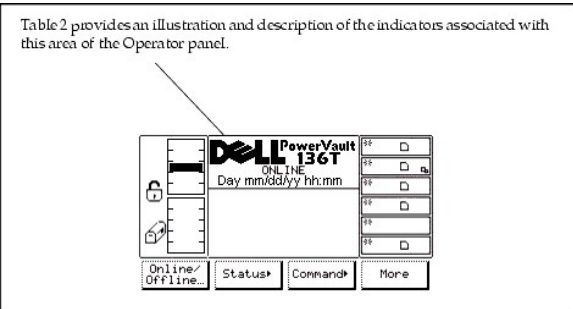 Table 2 provides an illustration and description of the indicators associated with
this area of the Operator panel.
DELL PowerVault
136T
ONLINE
Day mm/dd/yy hh:mm
Online/
Offline...
Status
Command
More